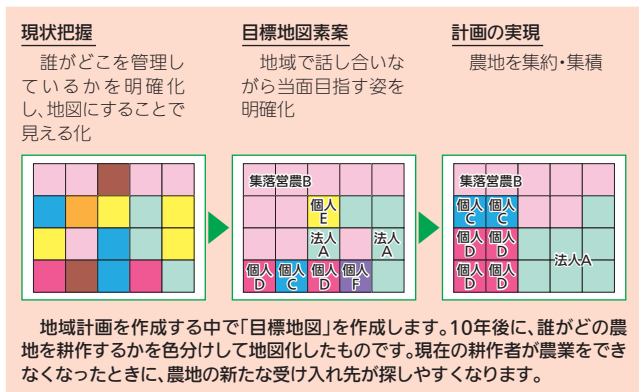 現状把握
誰がどこを管理し
ているかを明確化
し、地図にすることで
見える化
目標地図素案
地域で話し合いな
がら当面目指す姿を
明確化
計画の実現
農地を集約・集積
集落営農B
個人
E
法人
A
法人
A
個人
D
個人
C
個人
D
個人
F
集落営農B
個人
C
個人
C
個人
D
個人
D
個人
D
個人
D
法人A
地域計画を作成する中で「目標地図」を作成します。10年後に、誰がどの農
地を耕作するかを色分けして地図化したものです。現在の耕作者が農業をでき
なくなったときに、農地の新たな受け入れ先が探しやすくなります。